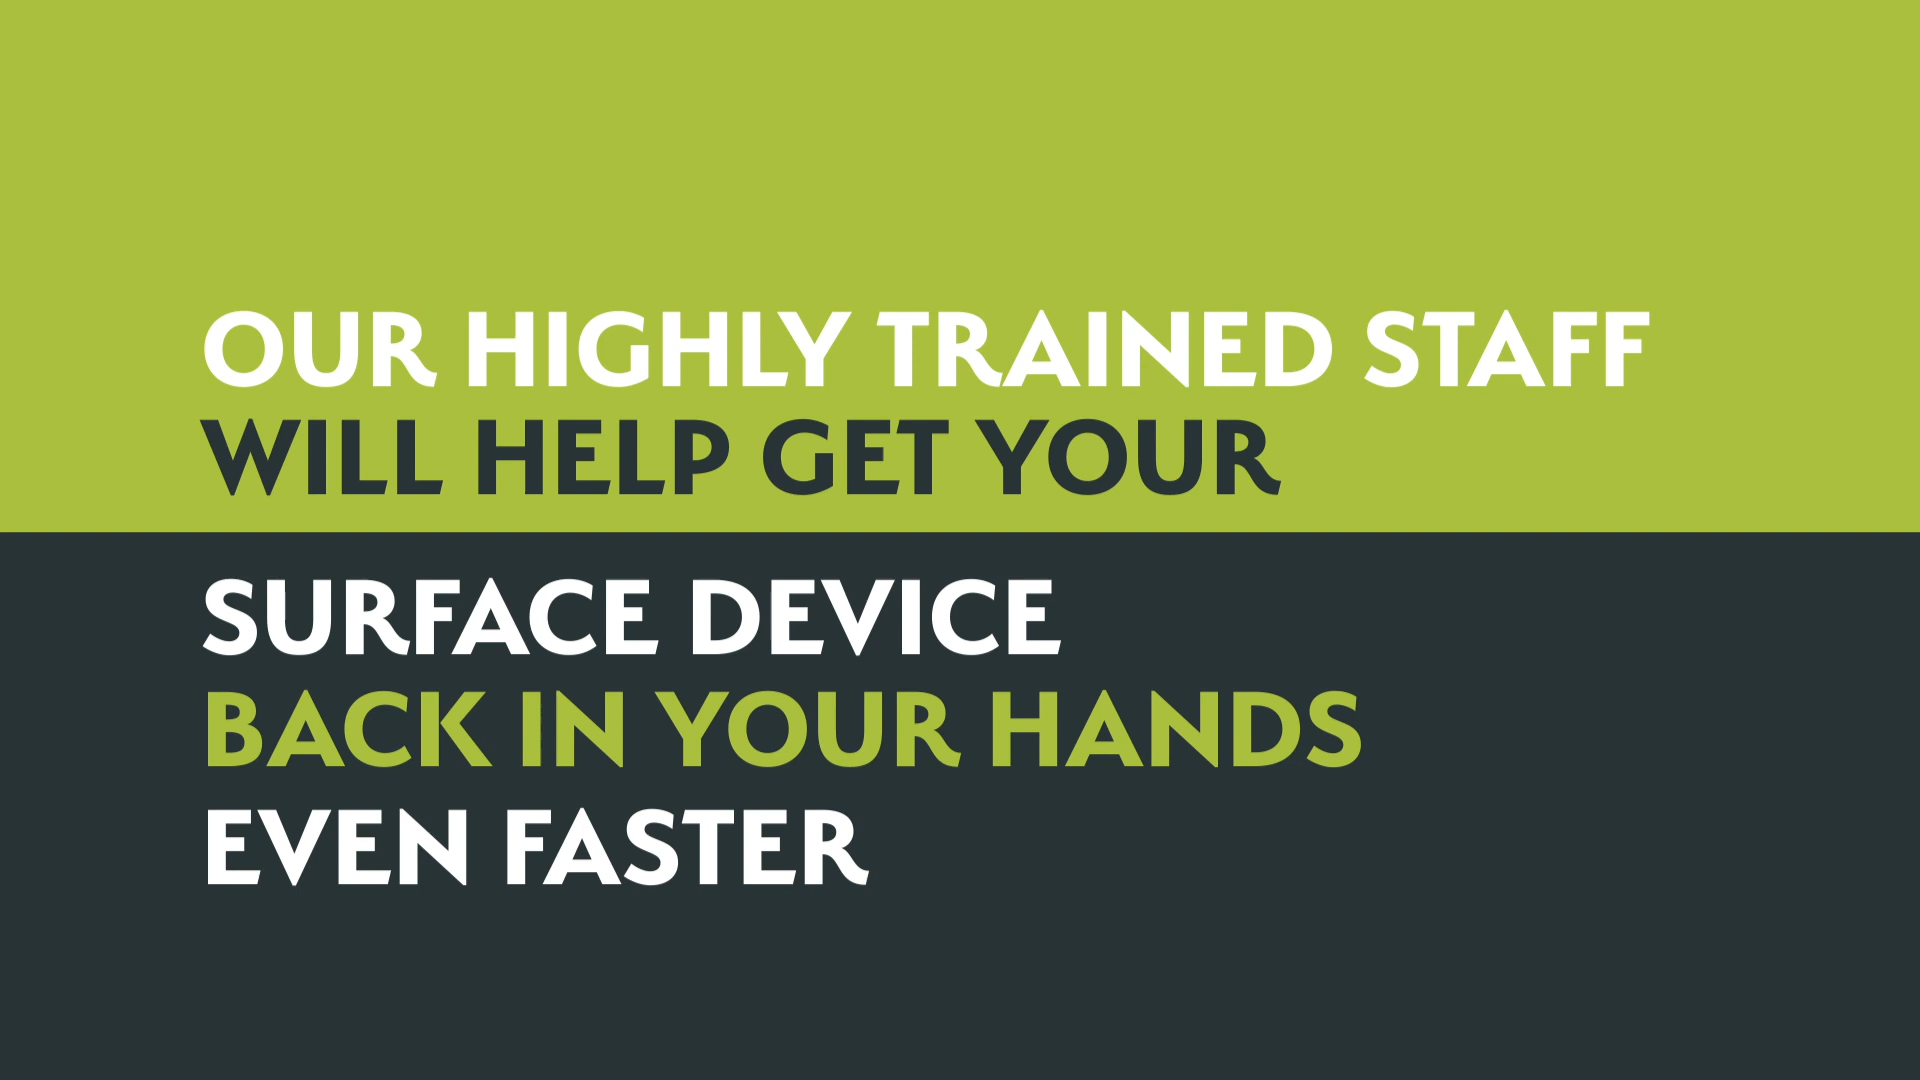 OUR HIGHLY TRAINED STAFF
WILL HELP GET YOUR
SURFACE DEVICE
BACK IN YOUR HANDS
EVEN FASTER